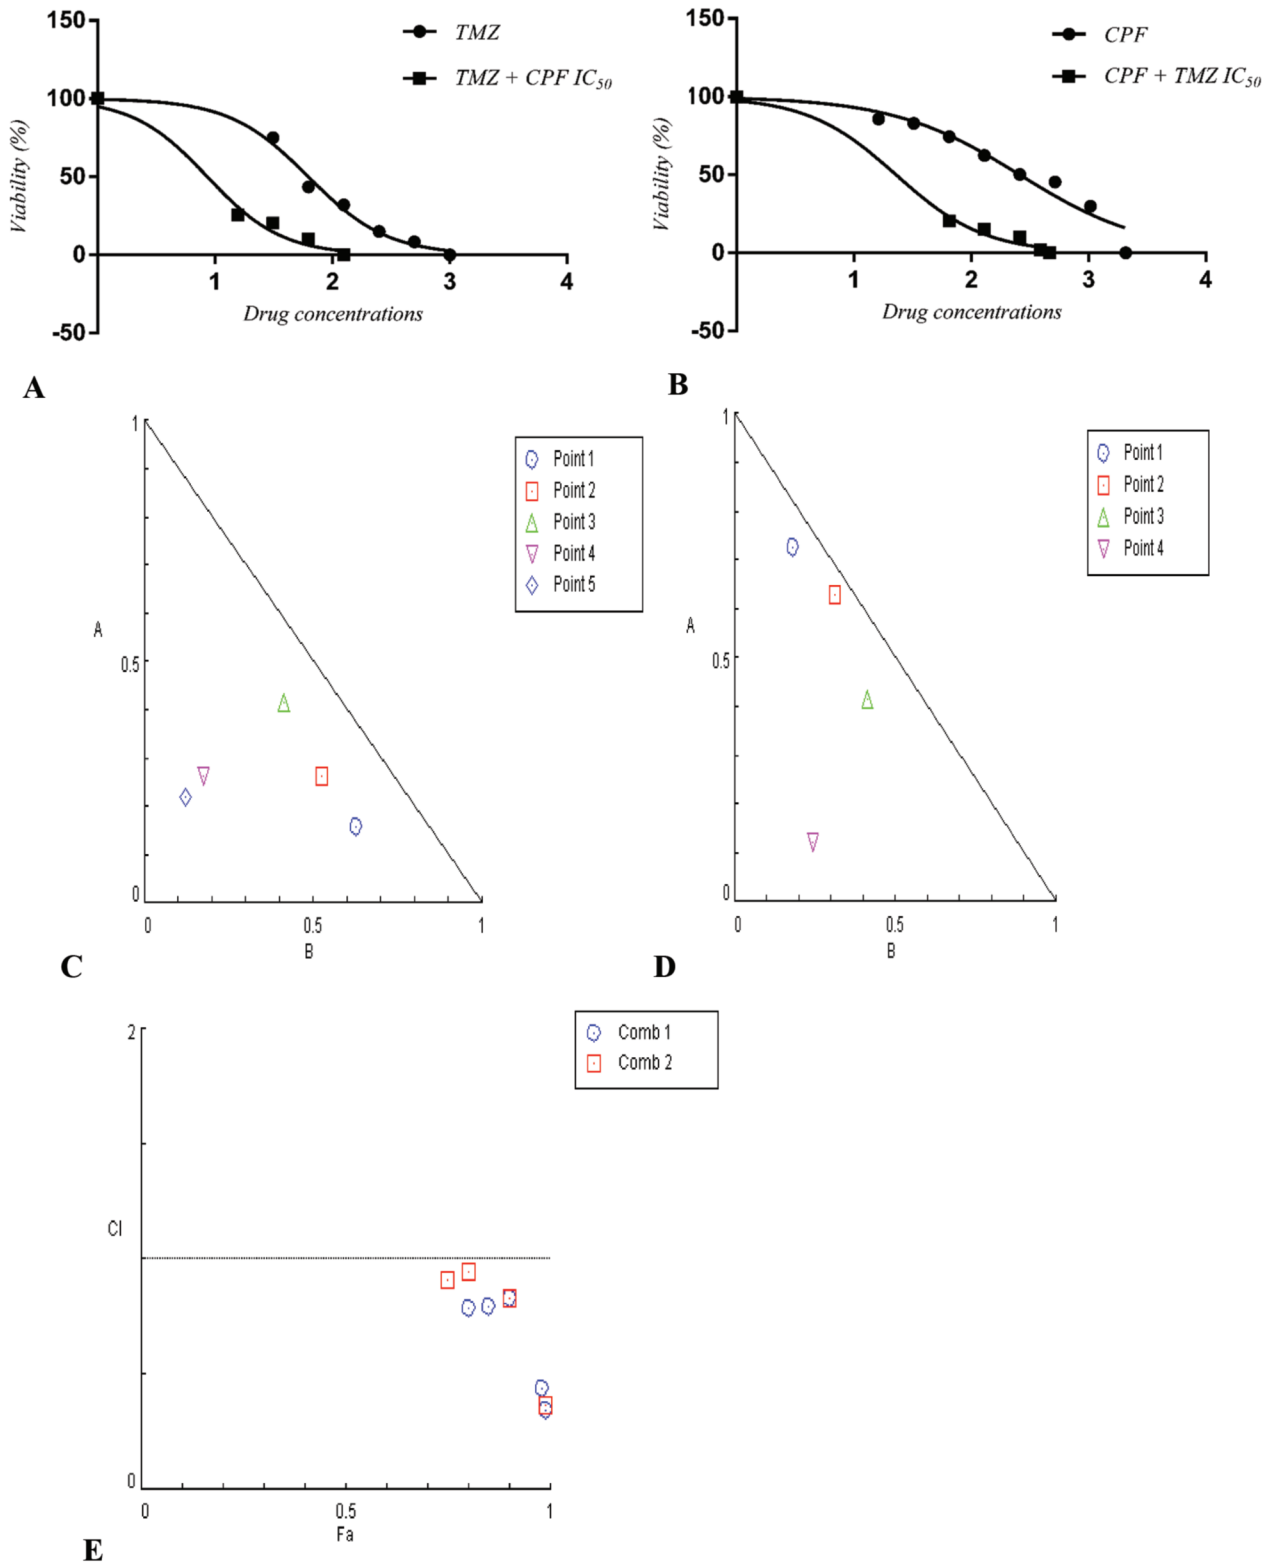 150
100
50
0
-50
1
2
3
4
Viability (%)
Drug concentrations
TMZ
TMZ + CPF IC50
A
150
100
50
0
-50
1
2
3
4
Viability (%)
Drug concentrations
CPF
CPF + TMZ IC50
B
1
0.5
0
A
0
0.5
1
B
Point 1
Point 2
Point 3
Point 4
Point 5
C
1
0.5
0
A
0
0.5
1
B
Point 1
Point 2
Point 3
Point 4
D
2
CI
0
0
0.5
1
Fa
Comb 1
Comb 2
E